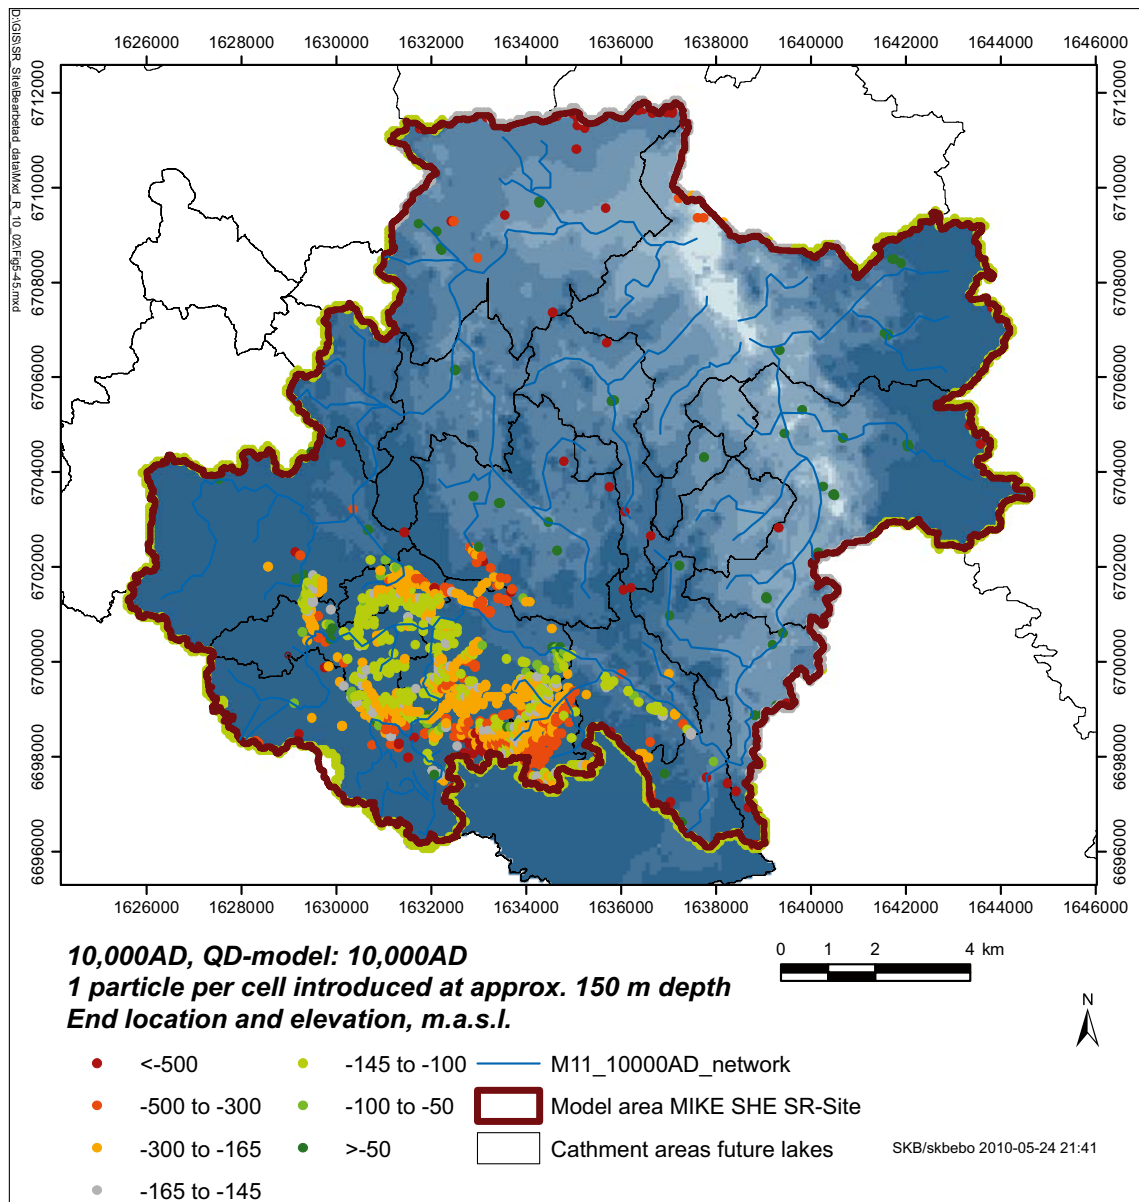 D:\GIS\SR_Site\Bearbetad_data\Mxd_R_10_02\Fig5-45.mxd
1626000 1628000 1630000 1632000 1634000 1636000 1638000 1640000 1642000 1644000 1646000
6712000 6712000
6710000 6710000
6708000 6708000
6706000 6706000
6704000 6704000
6702000 6702000
6700000 6700000
6698000 6698000
6696000 6696000
1626000 1628000 1630000 1632000 1634000 1636000 1638000 1640000 1642000 1644000 1646000
10,000AD, QD-model: 10,000AD
1 particle per cell introduced at approx. 150 m depth
End location and elevation, m.a.s.l.
0 1 2 4 km
N
<-500
-500 to -300
-300 to -165
-165 to -145
-145 to -100
-100 to -50
>-50
M11_10000AD_network
Model area MIKE SHE SR-Site
Cathment areas future lakes
SKB/skbebo 2010-05-24 21:41